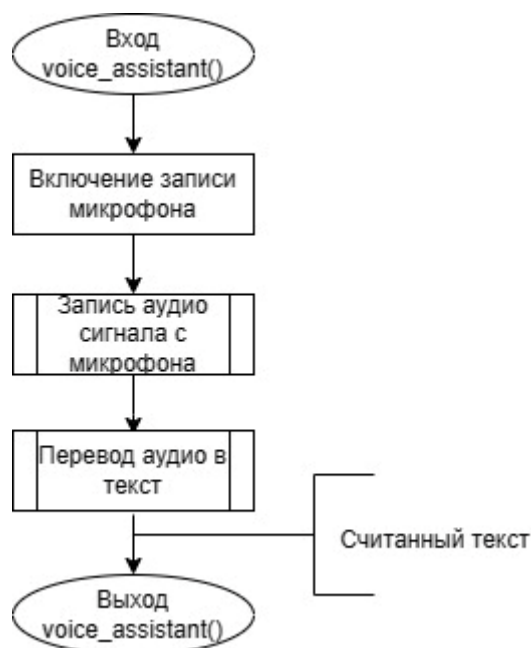 Вход
voice_assistant()
Включение записи
микрофона
Запись аудио
сигнала с
микрофона
Перевод аудио в
текст
Считанный текст
Выход
voice_assistant()